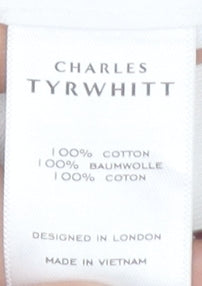 CHARLES
TYRWHITT
100% COTTON
100% BAUMWOLLE
100% COTON
DESIGNED IN LONDON
MADE IN VIETNAM